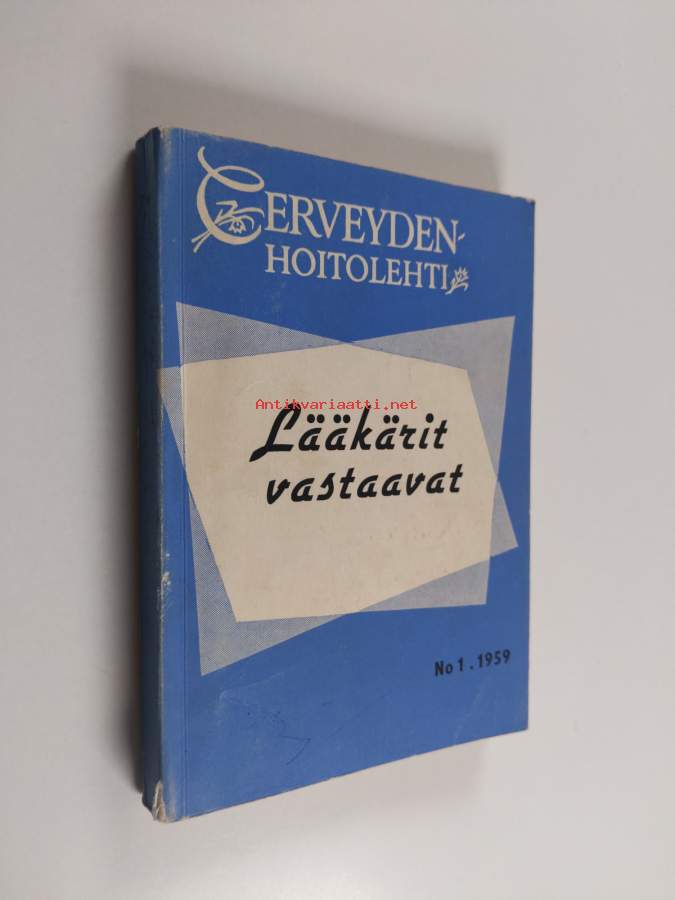 TERVEYDEN-
HOITOLEHTI
Antikvariaatti.net
Lääkärit
vastaavat
No 1.1959